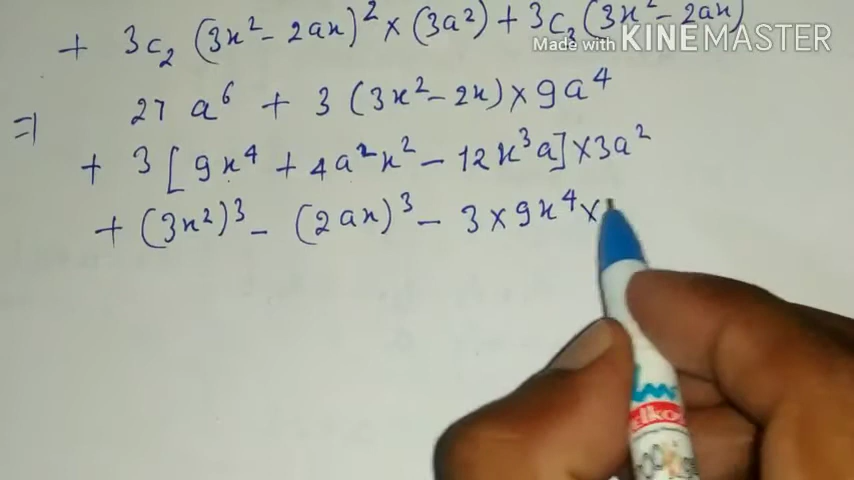 + 3c₂ (3x² - 2ax)² × (3a²) + 3c₃ (3x² - 2ax)
Made with KINEMASTER
⇒ 27 a⁶ + 3 (3x² - 2x) × 9a⁴
+ 3 [9x⁴ + 4a²x² - 12x³a] × 3a²
+ (3x²)³ - (2ax)³ - 3 × 9x⁴ ×
elko